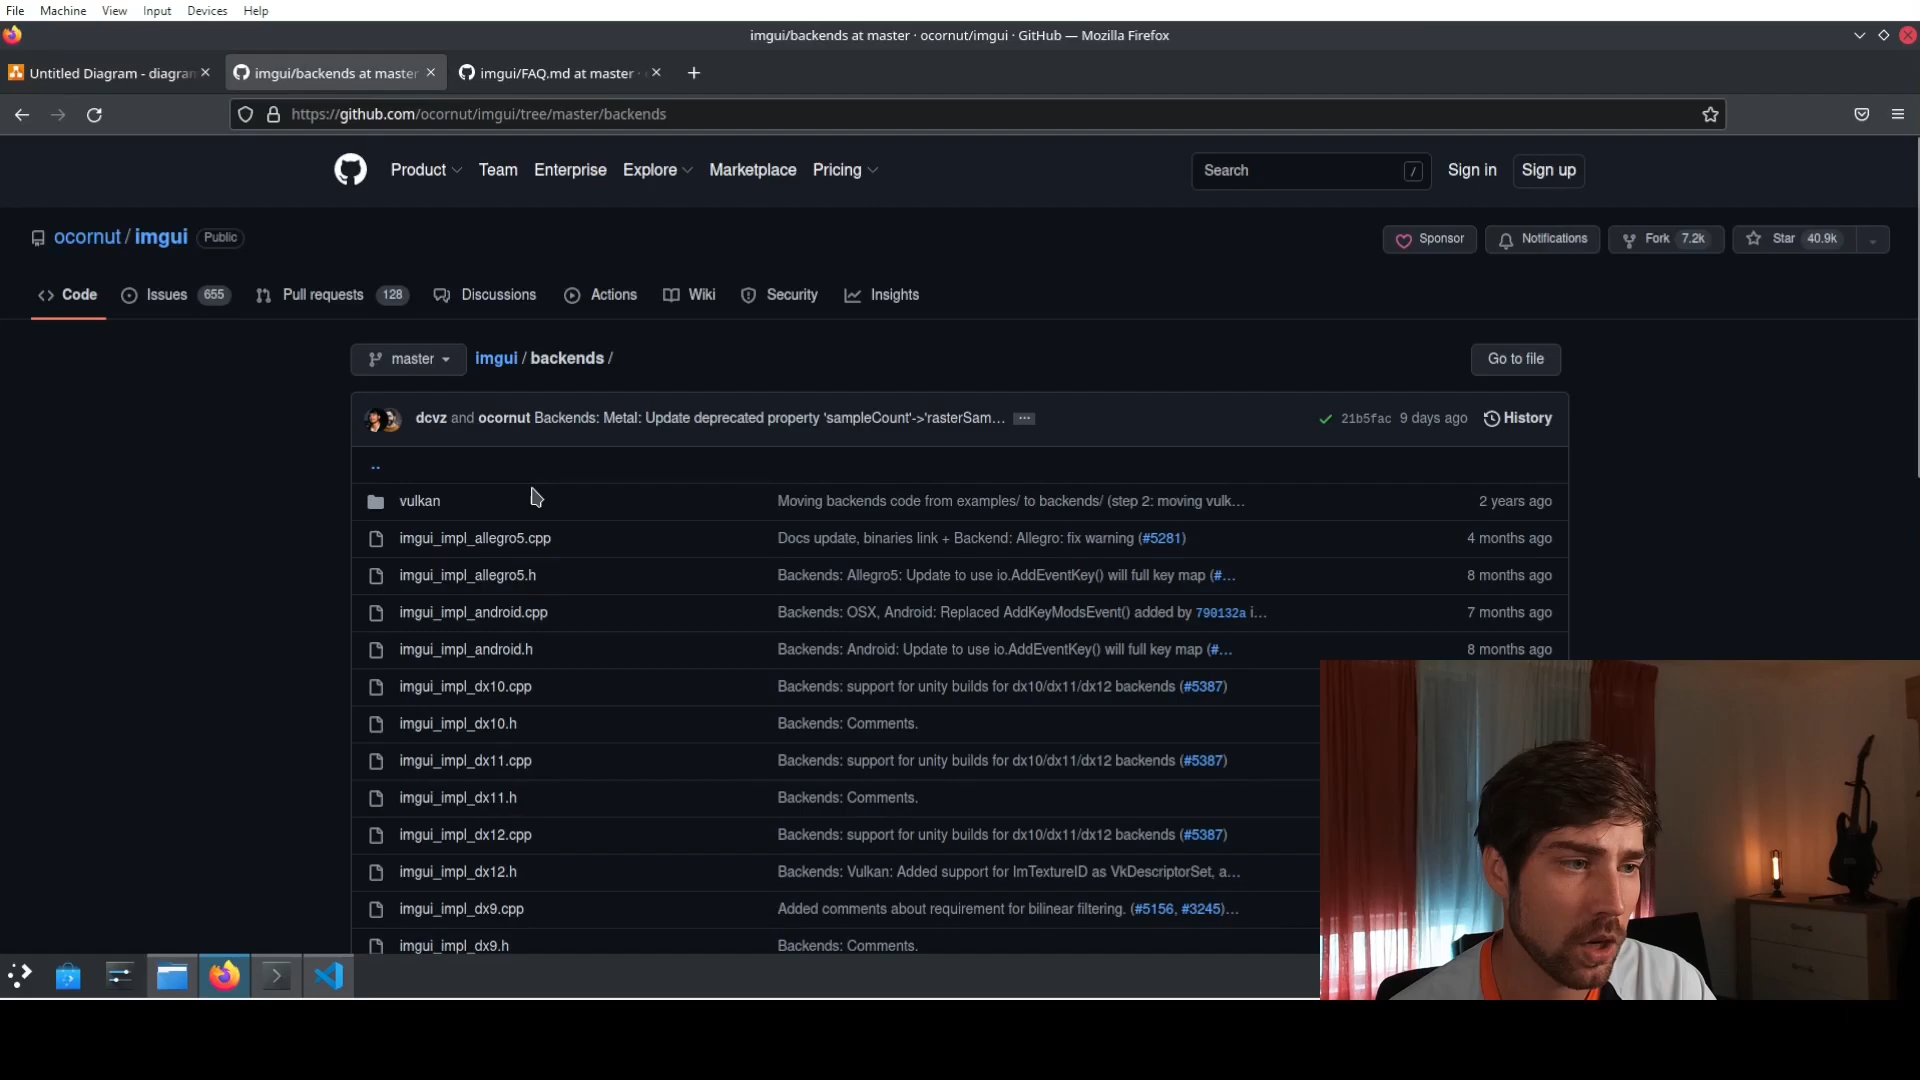 File Machine View Input Devices Help
imgui/backends at master · ocornut/imgui · GitHub — Mozilla Firefox
Untitled Diagram - diagran
imgui/backends at master
imgui/FAQ.md at master ·
https://github.com/ocornut/imgui/tree/master/backends
Product Team Enterprise Explore Marketplace Pricing
Search /
Sign in
Sign up
ocornut / imgui Public
Sponsor
Notifications
Fork 7.2k
Star 40.9k
Code
Issues 655
Pull requests 128
Discussions
Actions
Wiki
Security
Insights
master
imgui / backends /
Go to file
dcvz and ocornut Backends: Metal: Update deprecated property 'sampleCount'->'rasterSam… ...
21b5fac 9 days ago
History
..
vulkan Moving backends code from examples/ to backends/ (step 2: moving vulk… 2 years ago
imgui_impl_allegro5.cpp Docs update, binaries link + Backend: Allegro: fix warning (#5281) 4 months ago
imgui_impl_allegro5.h Backends: Allegro5: Update to use io.AddEventKey() will full key map (#… 8 months ago
imgui_impl_android.cpp Backends: OSX, Android: Replaced AddKeyModsEvent() added by 790132a i… 7 months ago
imgui_impl_android.h Backends: Android: Update to use io.AddEventKey() will full key map (#… 8 months ago
imgui_impl_dx10.cpp Backends: support for unity builds for dx10/dx11/dx12 backends (#5387)
imgui_impl_dx10.h Backends: Comments.
imgui_impl_dx11.cpp Backends: support for unity builds for dx10/dx11/dx12 backends (#5387)
imgui_impl_dx11.h Backends: Comments.
imgui_impl_dx12.cpp Backends: support for unity builds for dx10/dx11/dx12 backends (#5387)
imgui_impl_dx12.h Backends: Vulkan: Added support for ImTextureID as VkDescriptorSet, a…
imgui_impl_dx9.cpp Added comments about requirement for bilinear filtering. (#5156, #3245)…
imgui_impl_dx9.h Backends: Comments.